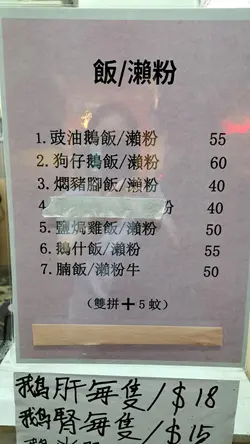 飯/瀨粉
1. 豉油鵝飯/瀨粉 55
2. 狗仔鵝飯/瀨粉 60
3. 燜豬腳飯/瀨粉 40
4 粉 40
5. 鹽焗雞飯/瀨粉 50
6. 鵝什飯/瀨粉 55
7. 腩飯/瀨粉牛 50
(雙拼+5蚊)
鵝肝每隻/$18
鵝腎每隻/$15